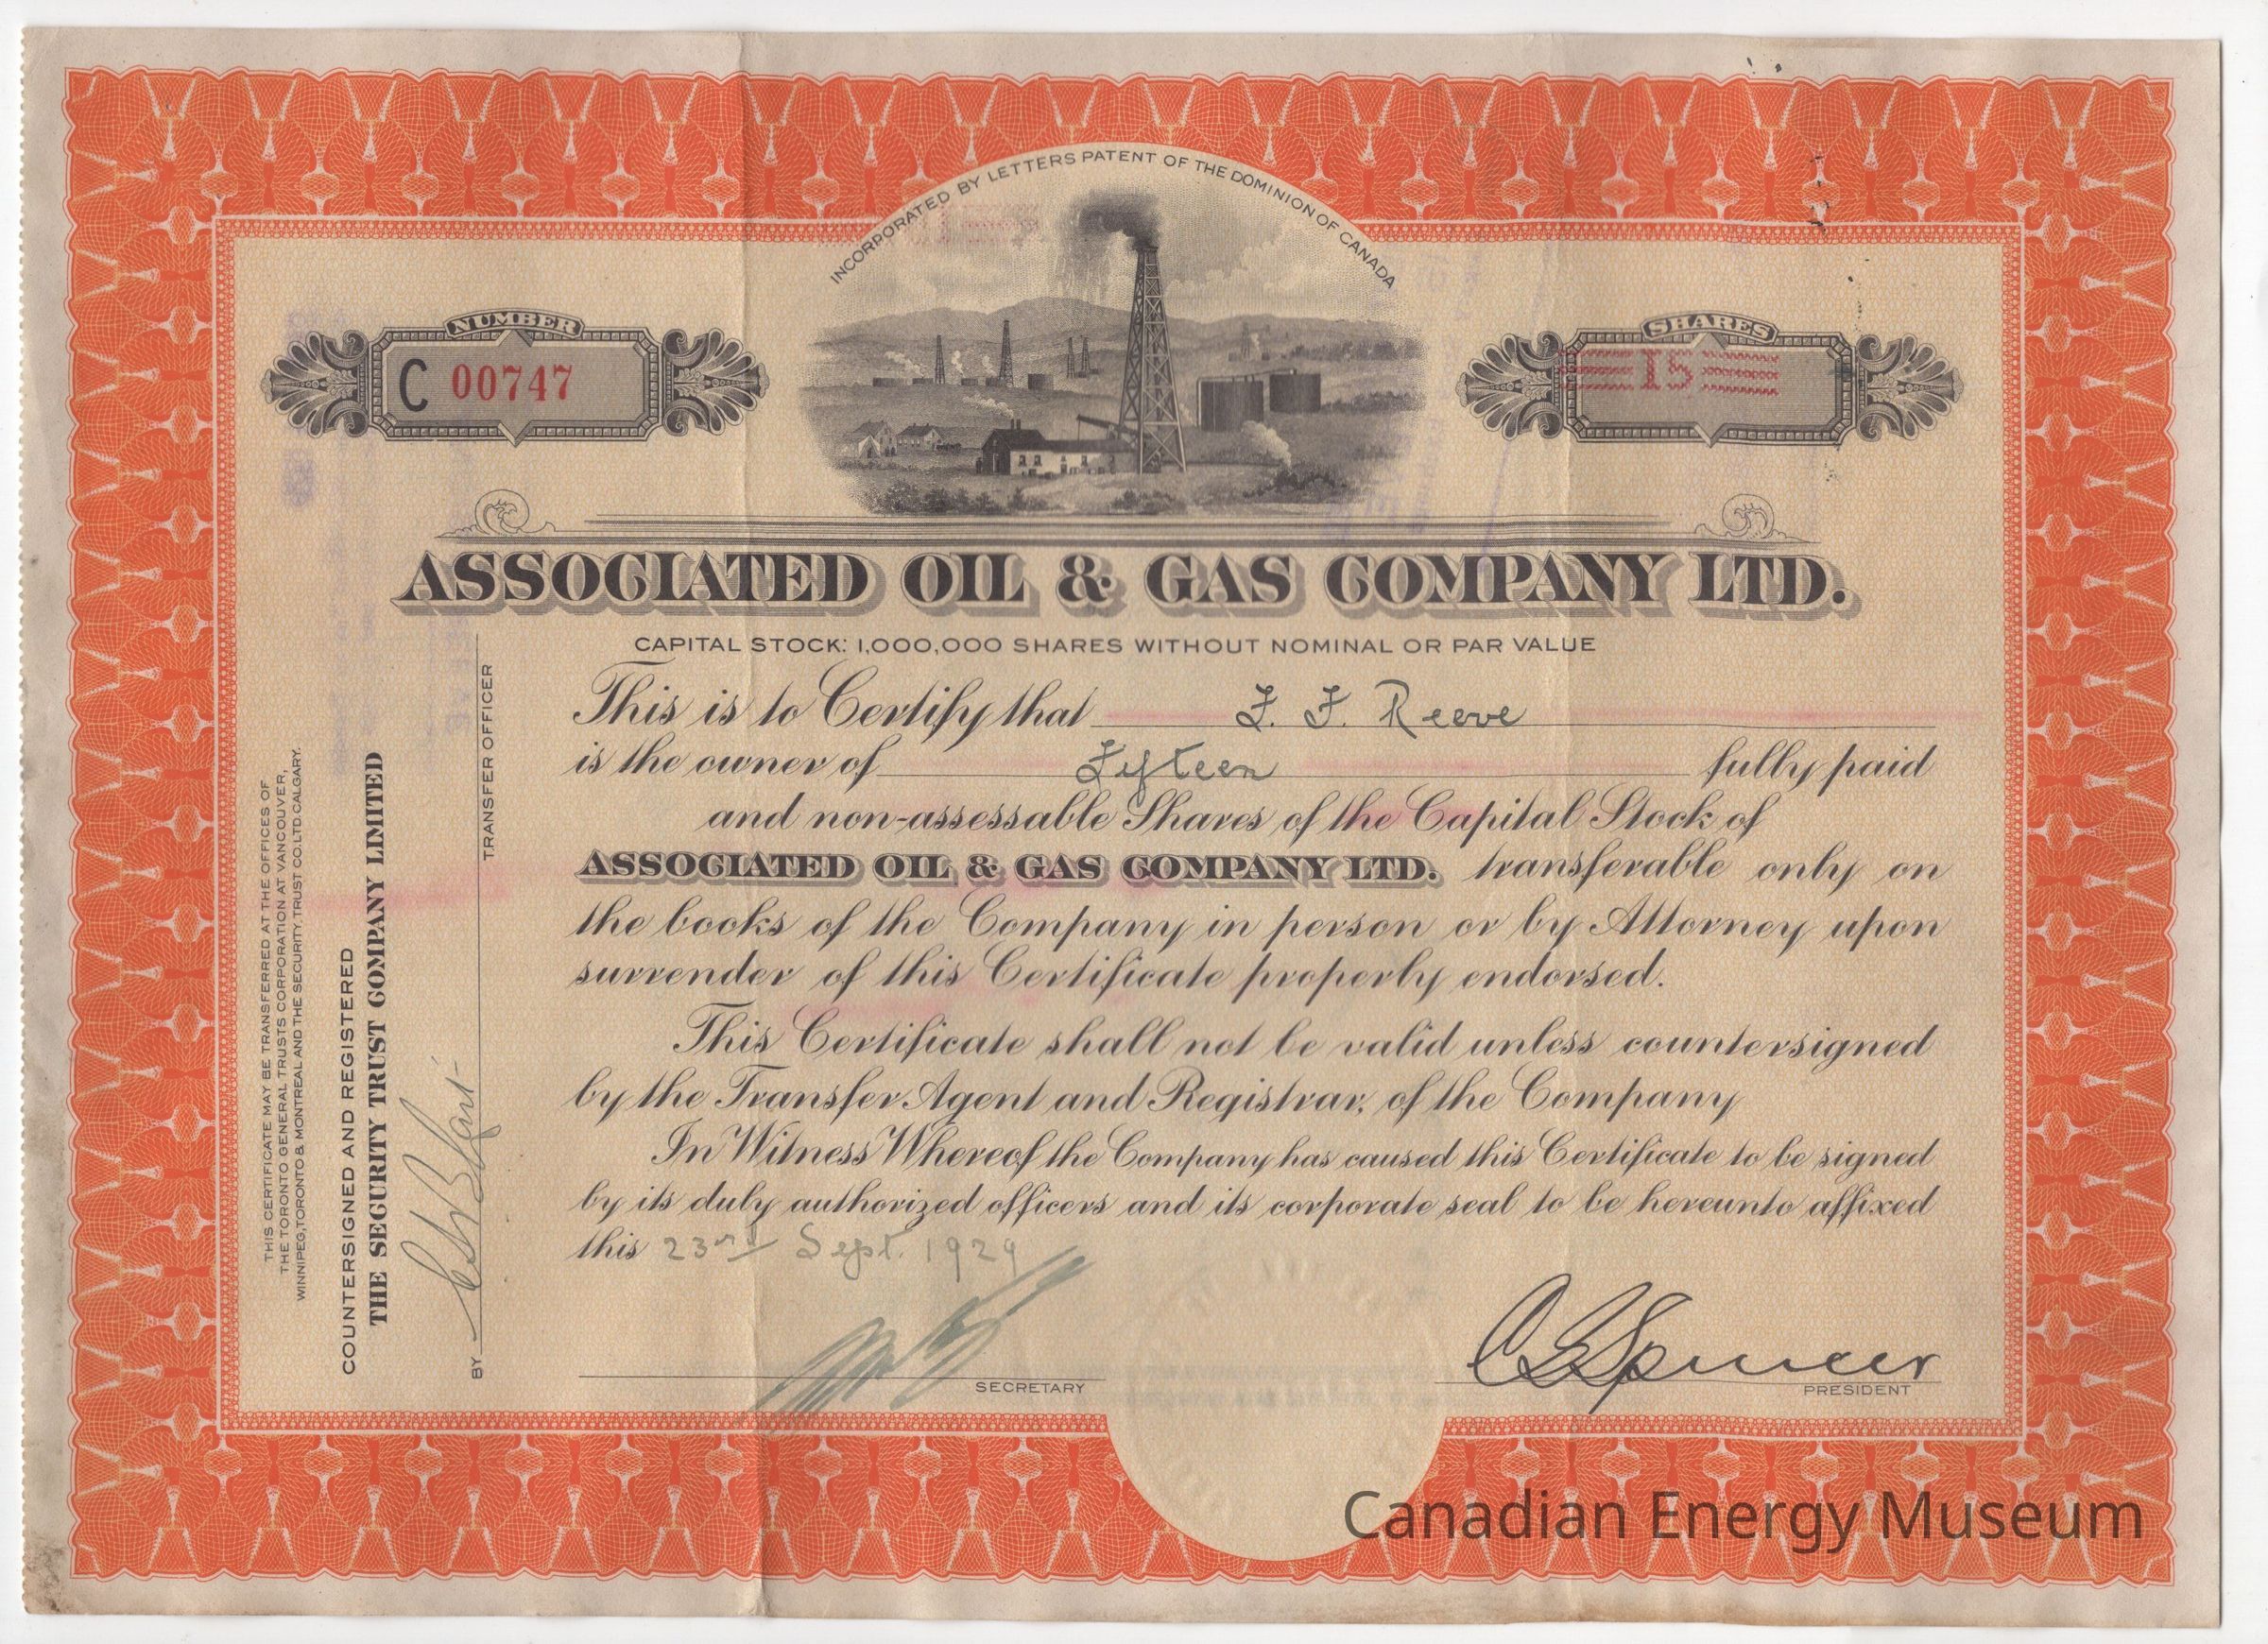 INCORPORATED BY LETTERS PATENT OF THE DOMINION OF CANADA
NUMBER
C 00747
SHARES
15
ASSOCIATED OIL & GAS COMPANY LTD.
CAPITAL STOCK: 1,000,000 SHARES WITHOUT NOMINAL OR PAR VALUE
This is to Certify that F. F. Reeve
is the owner of Fifteen fully paid
and non-assessable Shares of the Capital Stock of
ASSOCIATED OIL & GAS COMPANY LTD. transferable only on
the books of the Company in person or by Attorney upon
surrender of this Certificate properly endorsed.
This Certificate shall not be valid unless countersigned
by the Transfer Agent and Registrar, of the Company
In Witness Whereof the Company has caused this Certificate to be signed
by its duly authorized officers and its corporate seal to be hereunto affixed
this 23rd Sept. 1929
SECRETARY
C E Spencer
PRESIDENT
THIS CERTIFICATE MAY BE TRANSFERRED AT THE OFFICES OF
THE TORONTO GENERAL TRUSTS CORPORATION AT VANCOUVER,
WINNIPEG, TORONTO & MONTREAL AND THE SECURITY TRUST CO. LTD. CALGARY.
COUNTERSIGNED AND REGISTERED
THE SECURITY TRUST COMPANY LIMITED
BY
TRANSFER OFFICER
Canadian Energy Museum